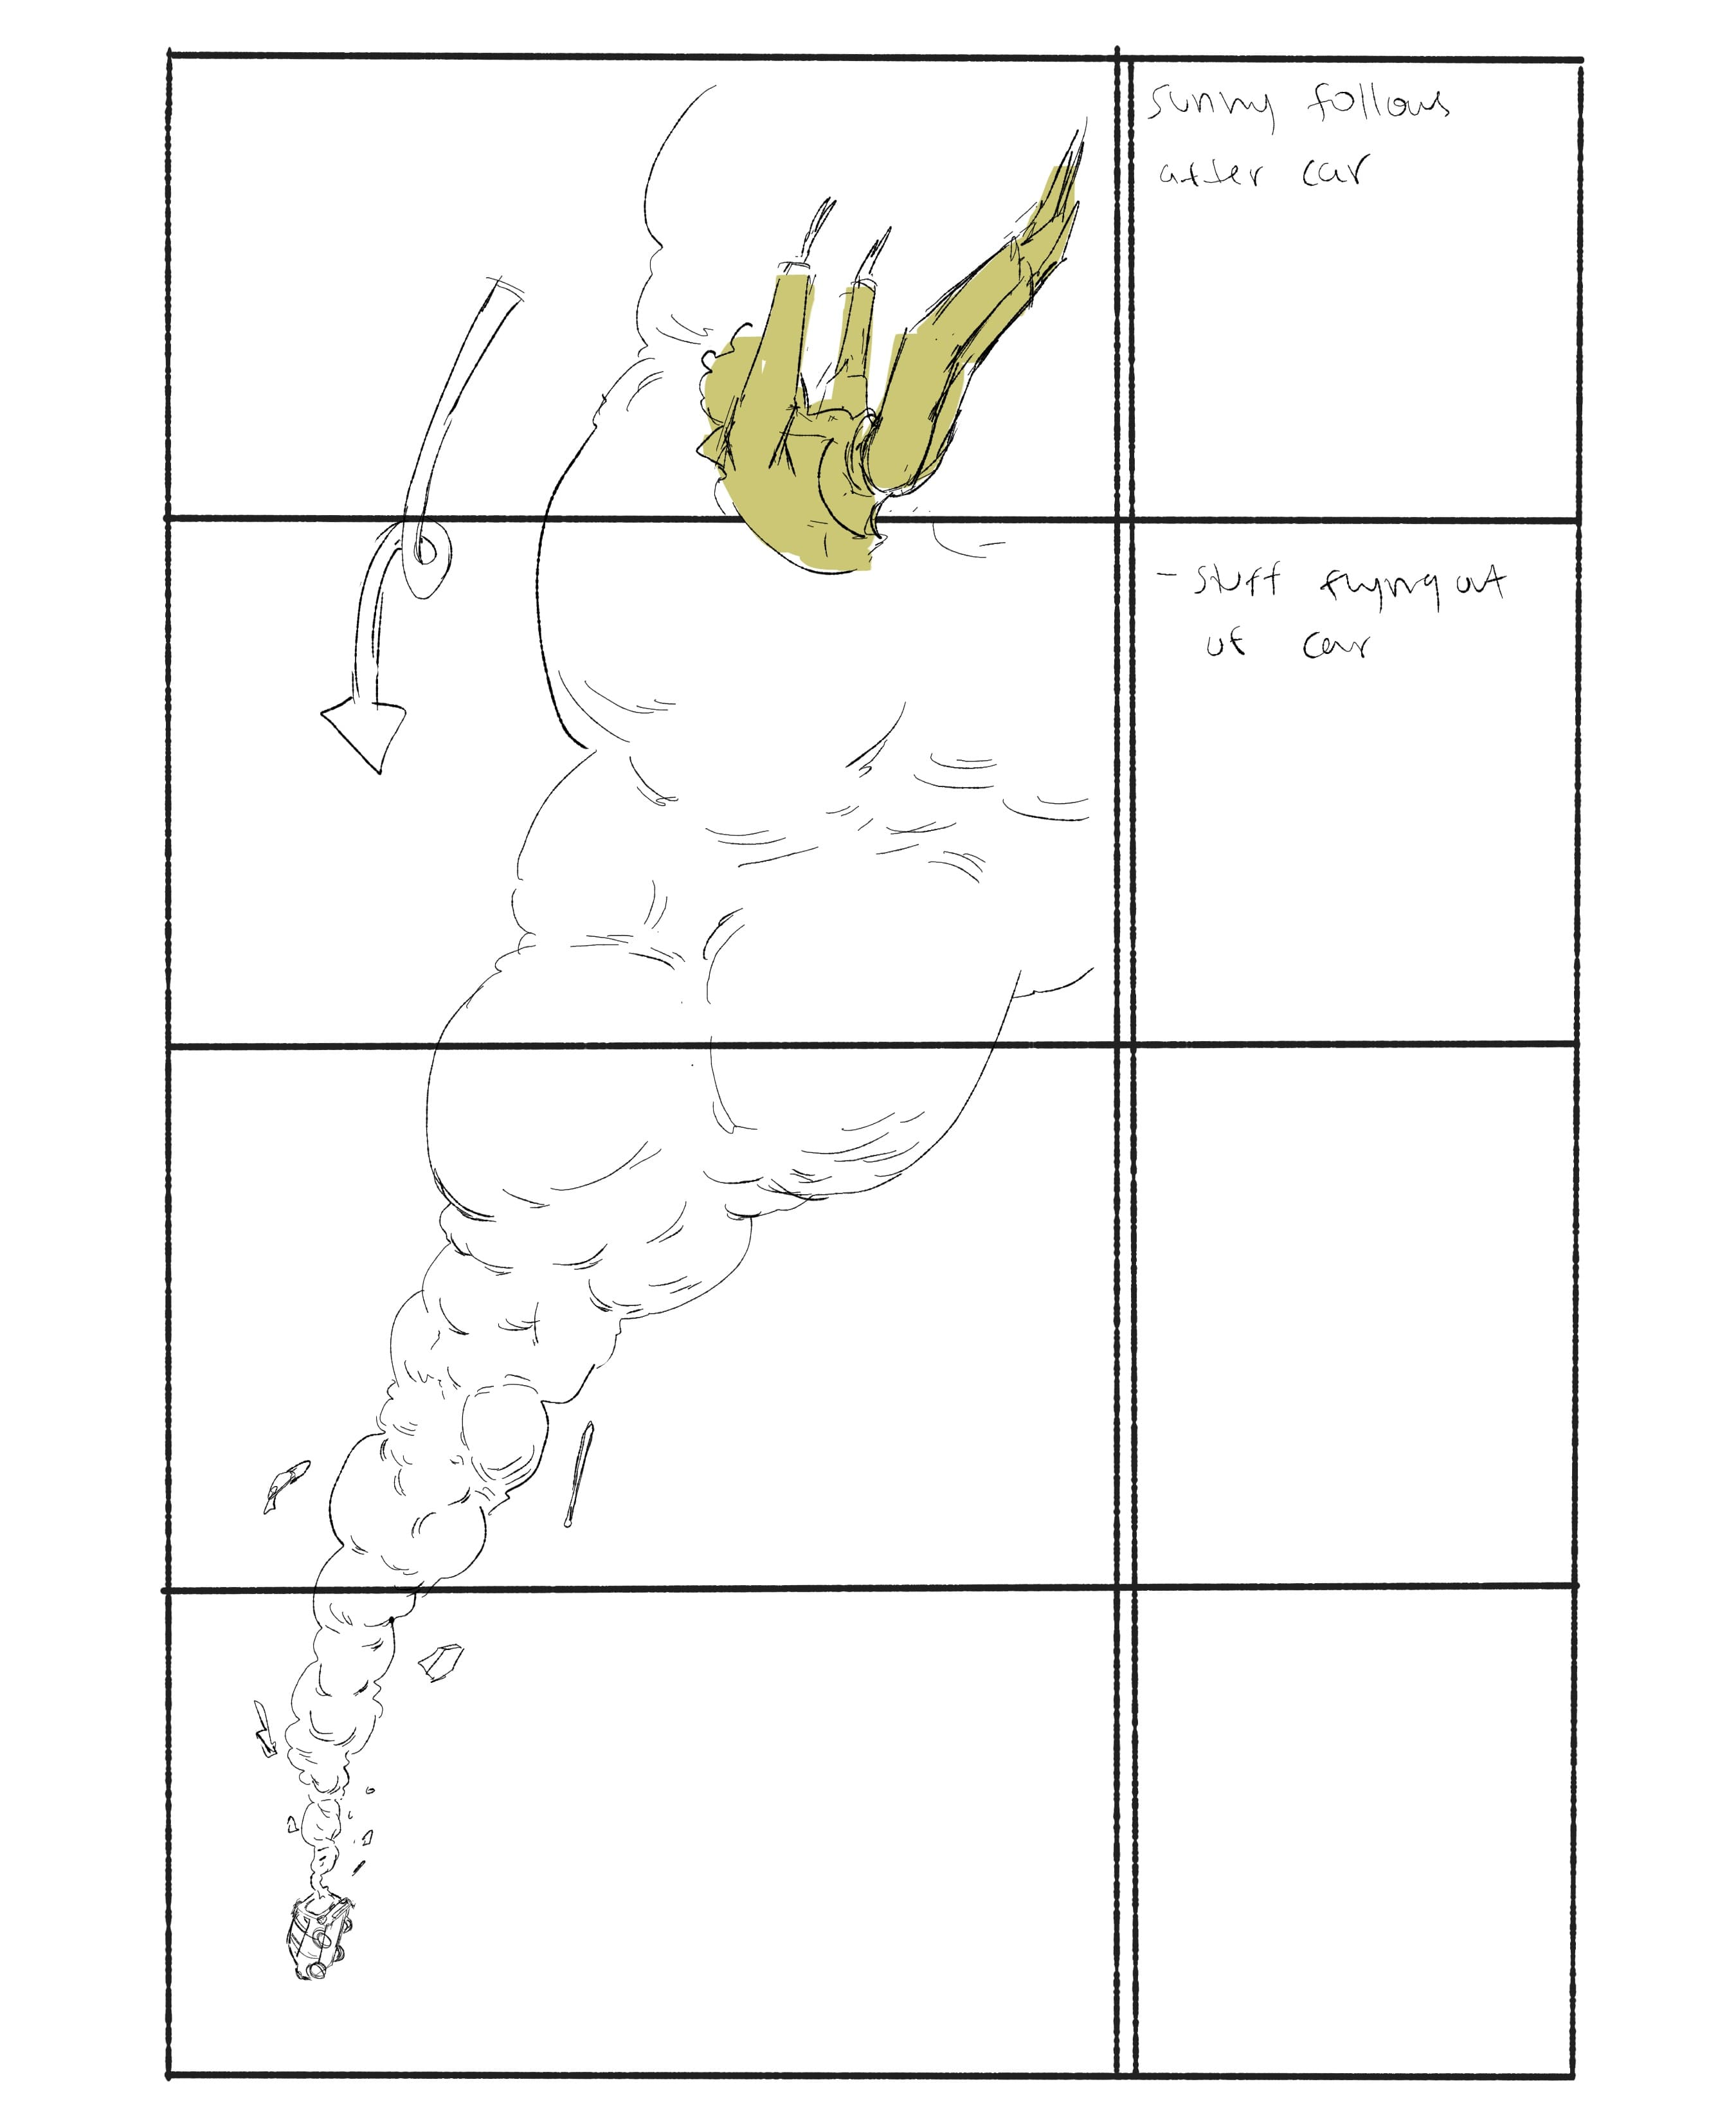 sunny follows
after car
- stuff flying out
of car